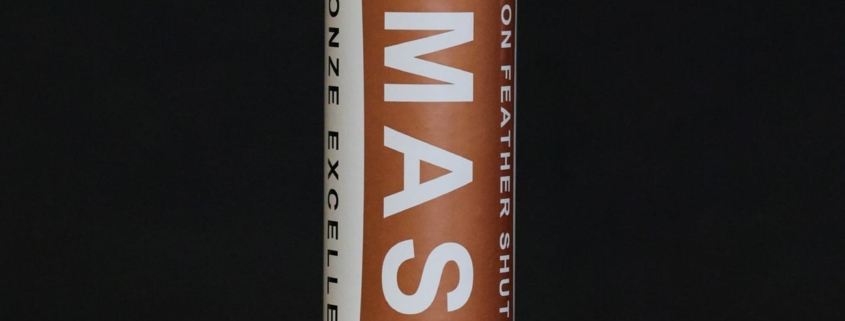 ON FEATHER SHUT
MAS
ONZE EXCELLE